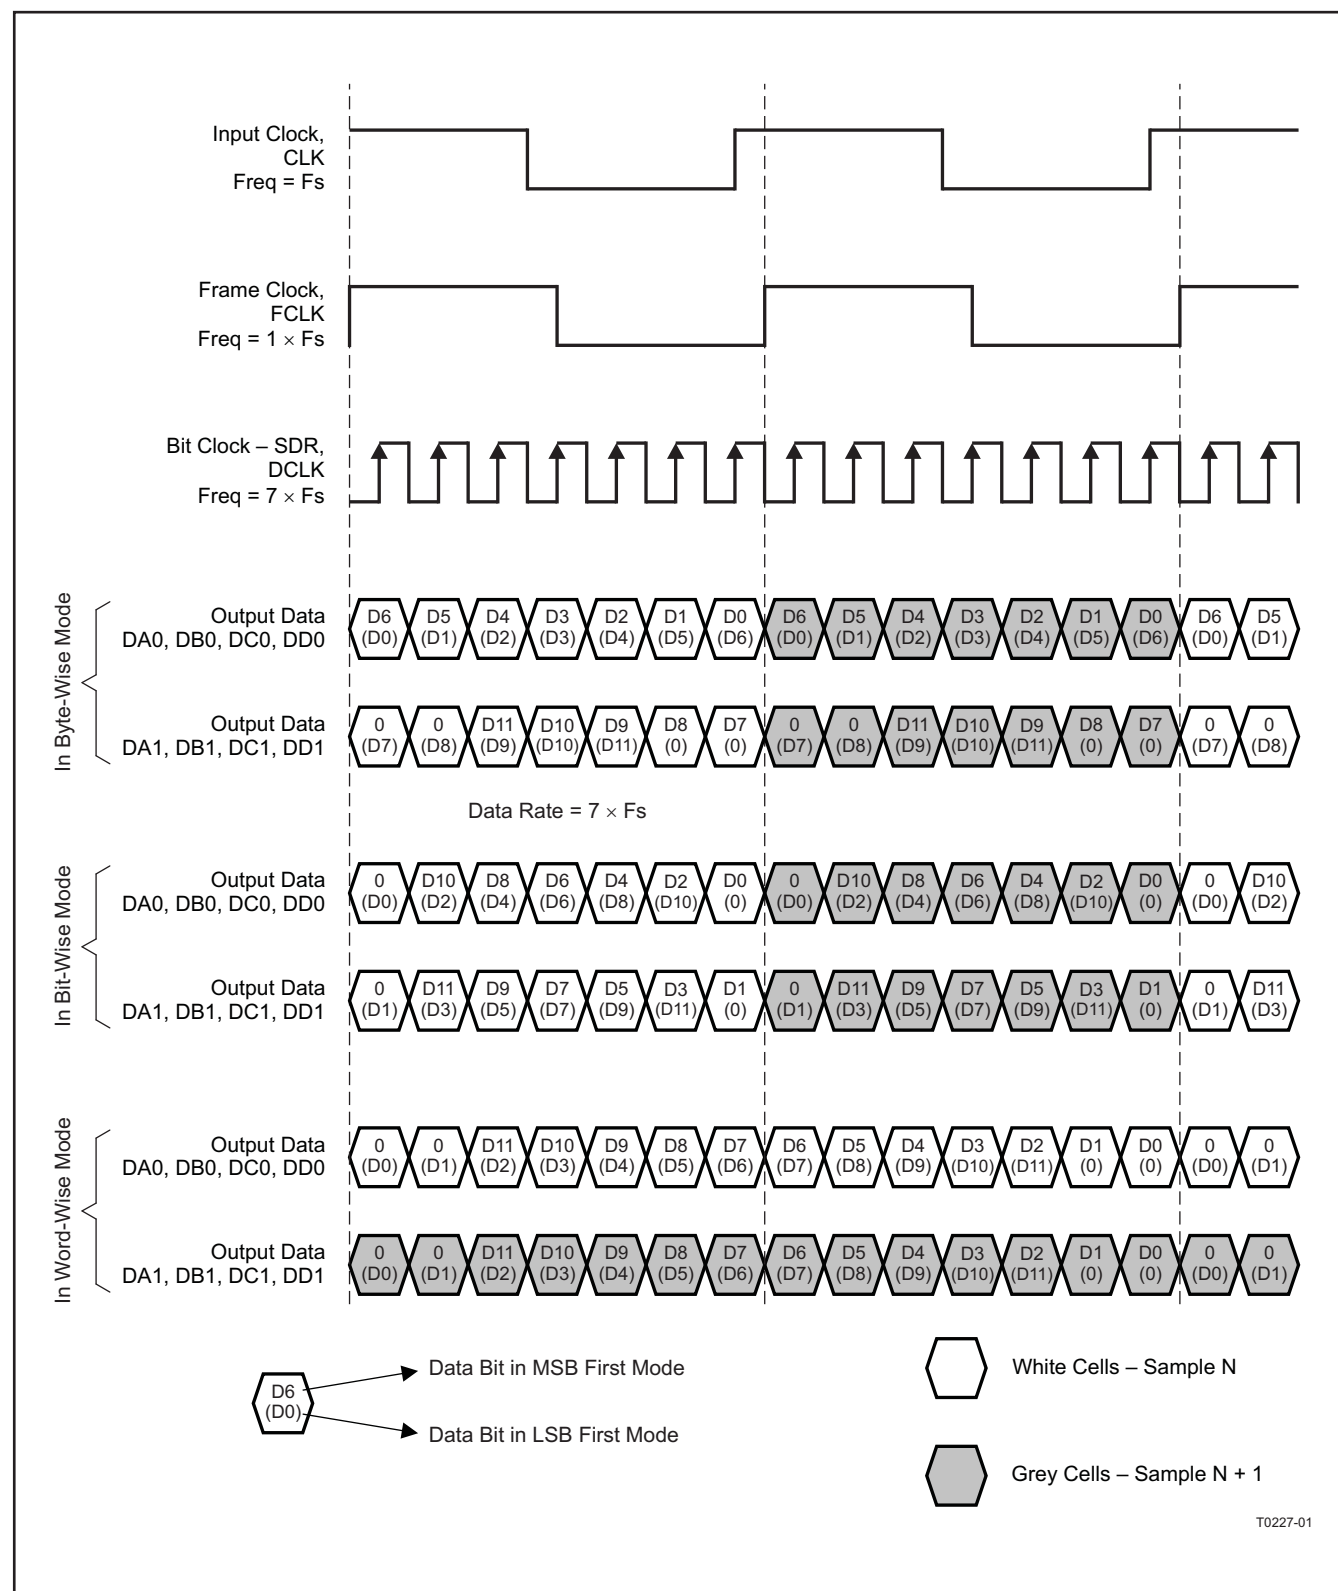 Input Clock,
CLK
Freq = Fs
Frame Clock,
FCLK
Freq = 1 × Fs
Bit Clock – SDR,
DCLK
Freq = 7 × Fs
In Byte-Wise Mode
Output Data
DA0, DB0, DC0, DD0
D6 D5 D4 D3 D2 D1 D0 D6 D5 D4 D3 D2 D1 D0 D6 D5
(D0) (D1) (D2) (D3) (D4) (D5) (D6) (D0) (D1) (D2) (D3) (D4) (D5) (D6) (D0) (D1)
Output Data
DA1, DB1, DC1, DD1
0 0 D11 D10 D9 D8 D7 0 0 D11 D10 D9 D8 D7 0 0
(D7) (D8) (D9) (D10) (D11) (0) (0) (D7) (D8) (D9) (D10) (D11) (0) (0) (D7) (D8)
Data Rate = 7 × Fs
In Bit-Wise Mode
Output Data
DA0, DB0, DC0, DD0
0 D10 D8 D6 D4 D2 D0 0 D10 D8 D6 D4 D2 D0 0 D10
(D0) (D2) (D4) (D6) (D8) (D10) (0) (D0) (D2) (D4) (D6) (D8) (D10) (0) (D0) (D2)
Output Data
DA1, DB1, DC1, DD1
0 D11 D9 D7 D5 D3 D1 0 D11 D9 D7 D5 D3 D1 0 D11
(D1) (D3) (D5) (D7) (D9) (D11) (0) (D1) (D3) (D5) (D7) (D9) (D11) (0) (D1) (D3)
In Word-Wise Mode
Output Data
DA0, DB0, DC0, DD0
0 0 D11 D10 D9 D8 D7 D6 D5 D4 D3 D2 D1 D0 0 0
(D0) (D1) (D2) (D3) (D4) (D5) (D6) (D7) (D8) (D9) (D10) (D11) (0) (0) (D0) (D1)
Output Data
DA1, DB1, DC1, DD1
0 0 D11 D10 D9 D8 D7 D6 D5 D4 D3 D2 D1 D0 0 0
(D0) (D1) (D2) (D3) (D4) (D5) (D6) (D7) (D8) (D9) (D10) (D11) (0) (0) (D0) (D1)
D6
(D0)
Data Bit in MSB First Mode
Data Bit in LSB First Mode
White Cells – Sample N
Grey Cells – Sample N + 1
T0227-01